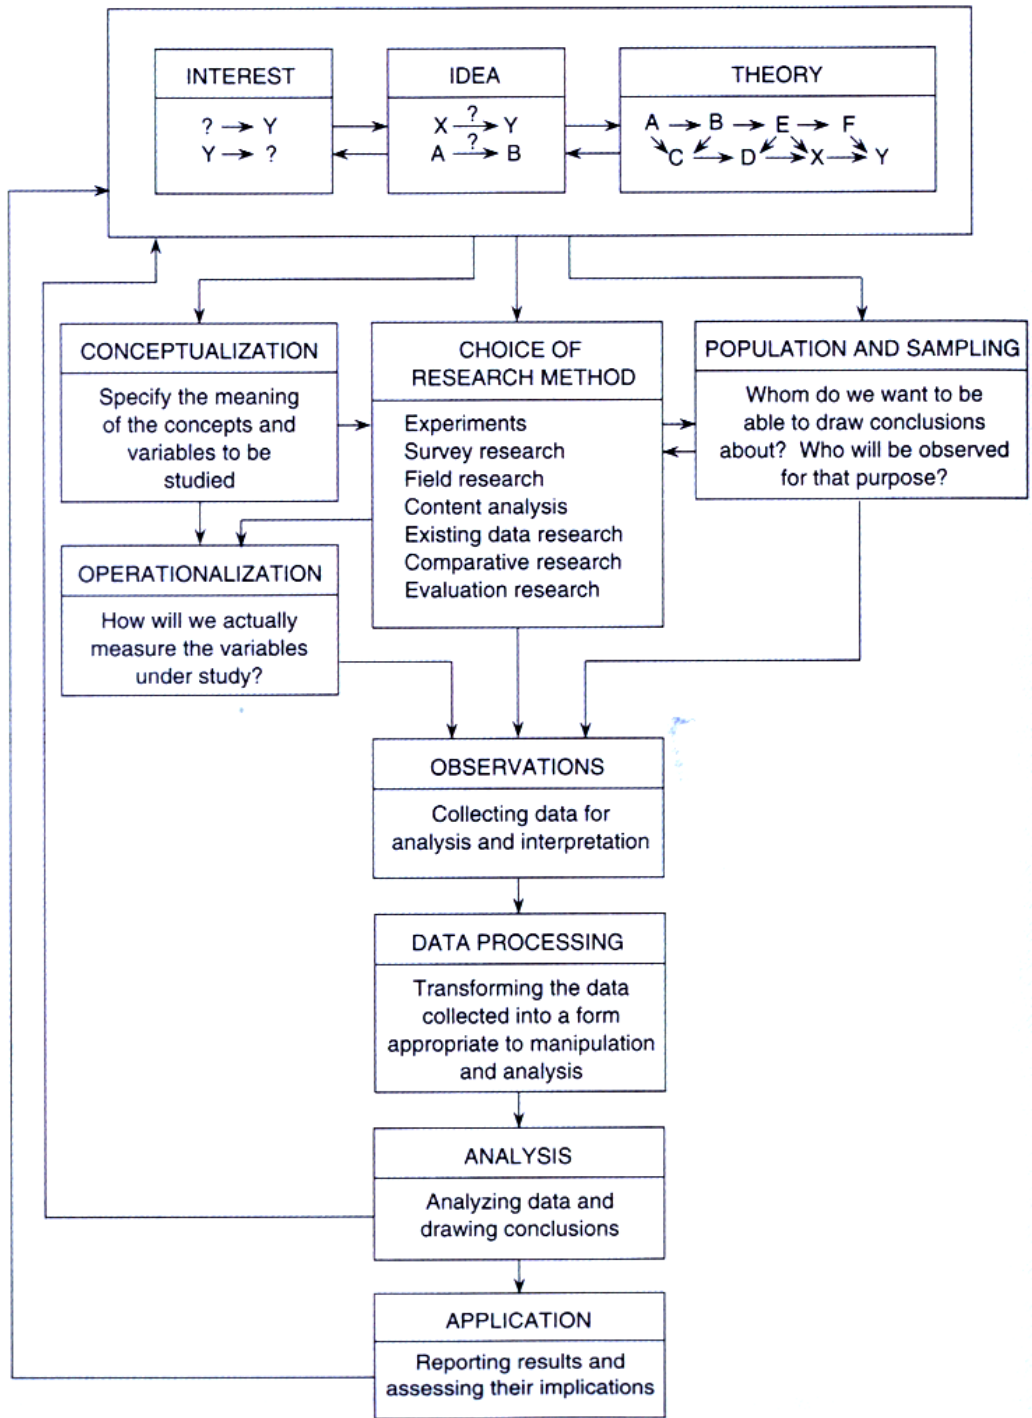 INTEREST
? → Y
Y → ?
IDEA
X ? → Y
A ? → B
THEORY
A → B → E → F
C → D → X → Y
CONCEPTUALIZATION
Specify the meaning
of the concepts and
variables to be
studied
CHOICE OF
RESEARCH METHOD
Experiments
Survey research
Field research
Content analysis
Existing data research
Comparative research
Evaluation research
POPULATION AND SAMPLING
Whom do we want to be
able to draw conclusions
about? Who will be observed
for that purpose?
OPERATIONALIZATION
How will we actually
measure the variables
under study?
OBSERVATIONS
Collecting data for
analysis and interpretation
DATA PROCESSING
Transforming the data
collected into a form
appropriate to manipulation
and analysis
ANALYSIS
Analyzing data and
drawing conclusions
APPLICATION
Reporting results and
assessing their implications